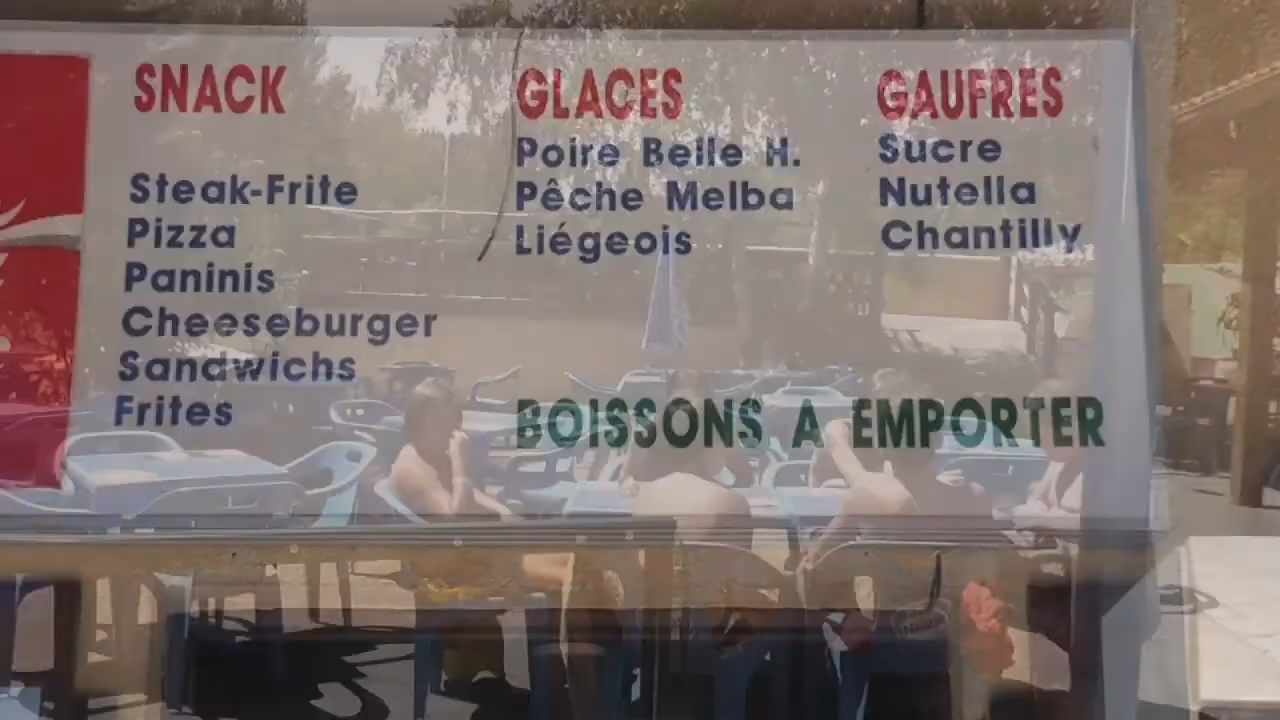 SNACK
Steak-Frite
Pizza
Paninis
Cheeseburger
Sandwichs
Frites
GLACES
Poire Belle H.
Pêche Melba
Liégeois
GAUFRES
Sucre
Nutella
Chantilly
BOISSONS A EMPORTER